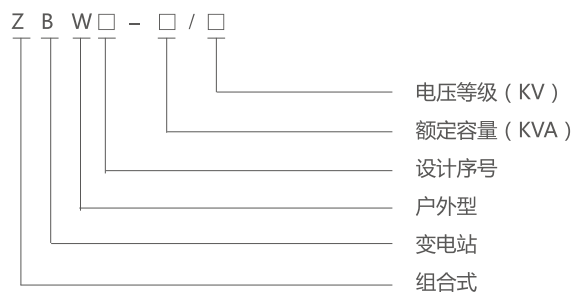 ZBW□-□/□
电压等级（KV）
额定容量（KVA）
设计序号
户外型
变电站
组合式